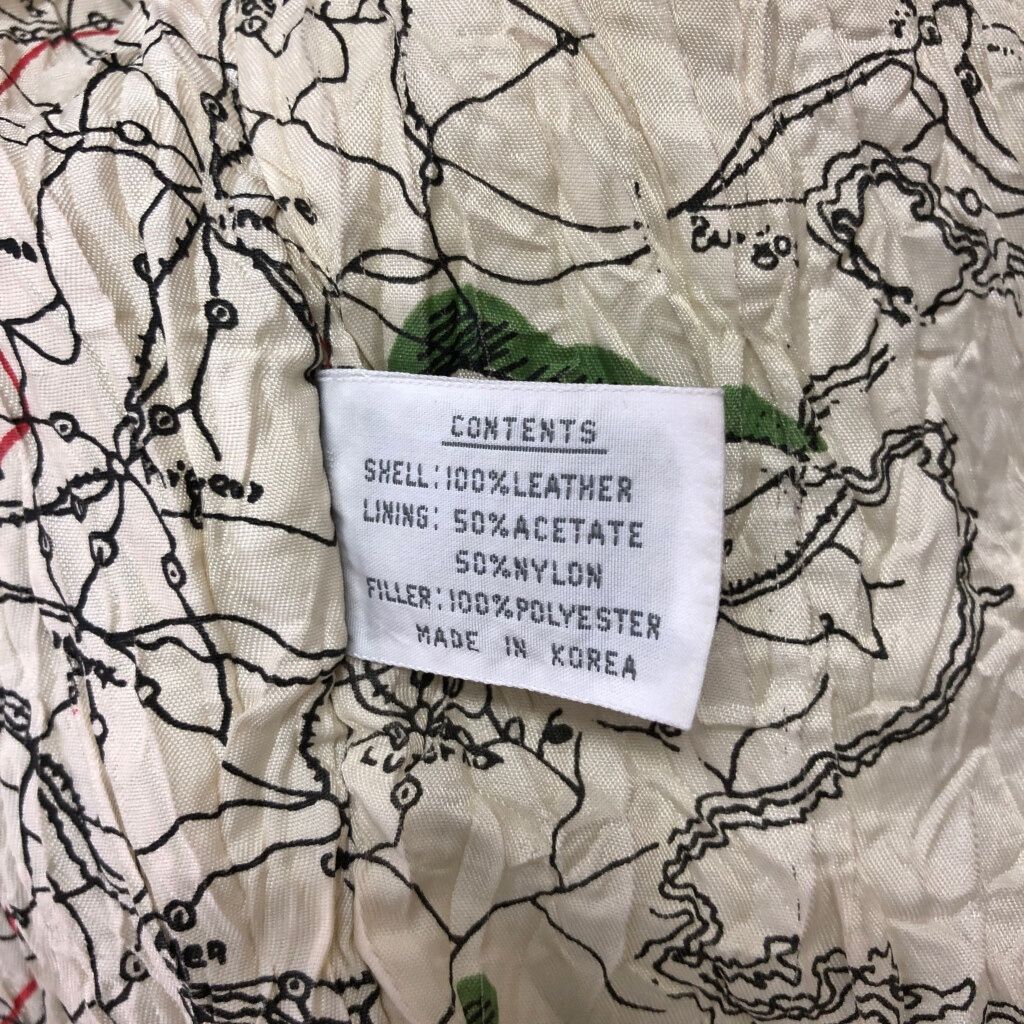 CONTENTS
SHELL:100%LEATHER
LINING: 50%ACETATE
50%NYLON
FILLER:100%POLYESTER
MADE IN KOREA